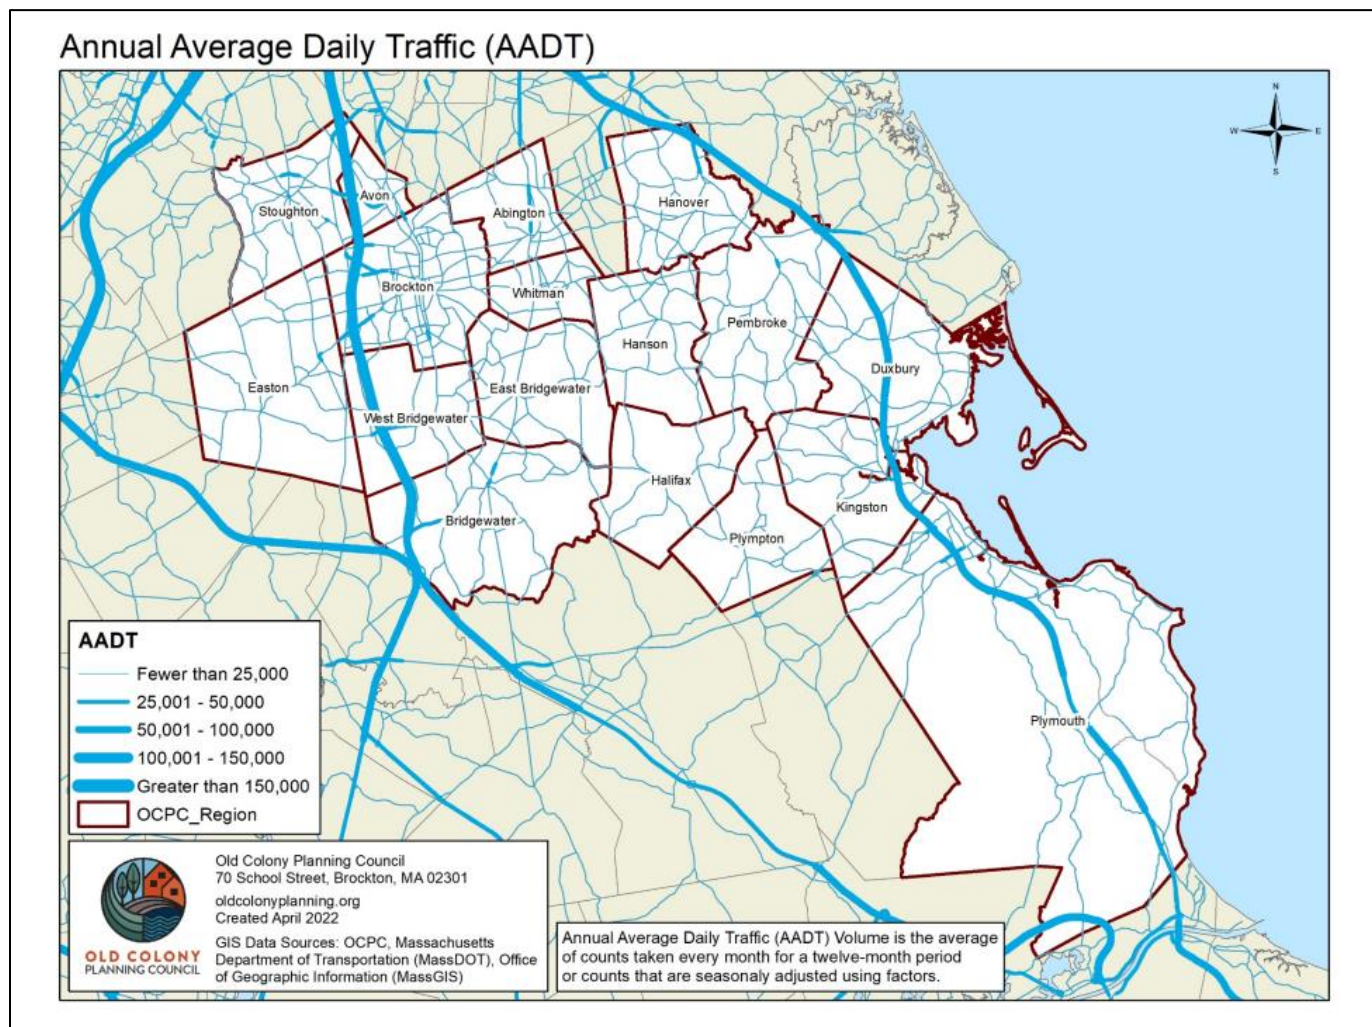 Annual Average Daily Traffic (AADT)
N
W
E
S
Stoughton
Avon
Abington
Hanover
Brockton
Whitman
Hanson
Pembroke
Duxbury
Easton
West Bridgewater
East Bridgewater
Halifax
Kingston
Bridgewater
Plympton
Plymouth
AADT
Fewer than 25,000
25,001 - 50,000
50,001 - 100,000
100,001 - 150,000
Greater than 150,000
OCPC_Region
OLD COLONY
PLANNING COUNCIL
Old Colony Planning Council
70 School Street, Brockton, MA 02301
oldcolonyplanning.org
Created April 2022
GIS Data Sources: OCPC, Massachusetts
Department of Transportation (MassDOT), Office
of Geographic Information (MassGIS)
Annual Average Daily Traffic (AADT) Volume is the average
of counts taken every month for a twelve-month period
or counts that are seasonaly adjusted using factors.